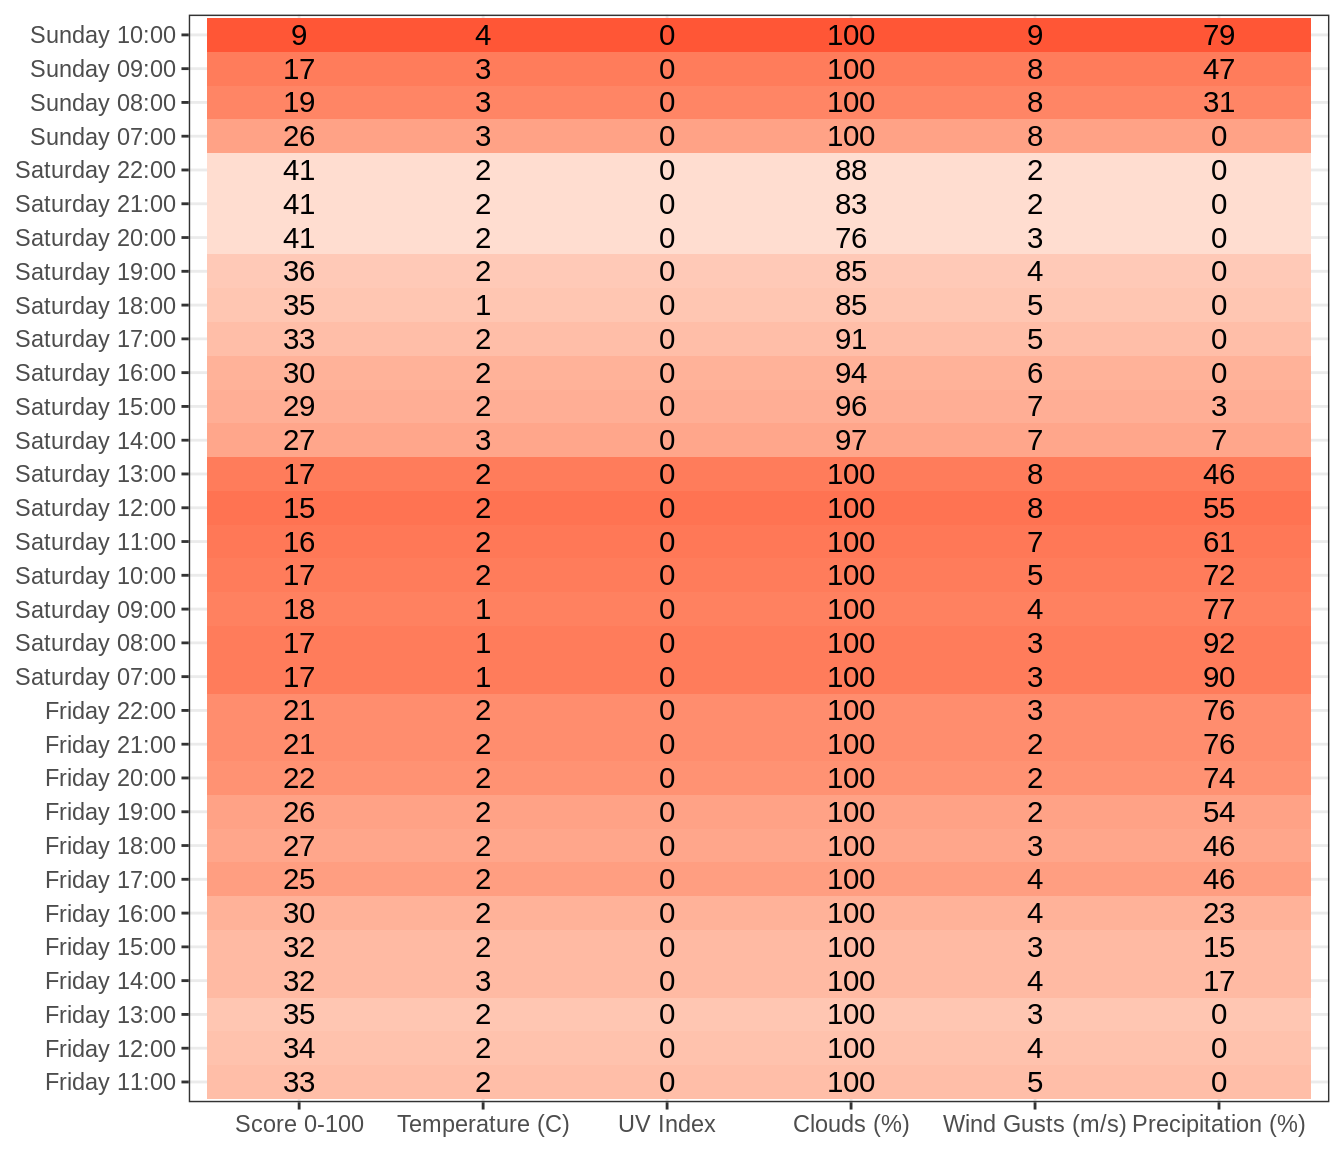 Sunday 10:00 9 4 0 100 9 79
Sunday 09:00 17 3 0 100 8 47
Sunday 08:00 19 3 0 100 8 31
Sunday 07:00 26 3 0 100 8 0
Saturday 22:00 41 2 0 88 2 0
Saturday 21:00 41 2 0 83 2 0
Saturday 20:00 41 2 0 76 3 0
Saturday 19:00 36 2 0 85 4 0
Saturday 18:00 35 1 0 85 5 0
Saturday 17:00 33 2 0 91 5 0
Saturday 16:00 30 2 0 94 6 0
Saturday 15:00 29 2 0 96 7 3
Saturday 14:00 27 3 0 97 7 7
Saturday 13:00 17 2 0 100 8 46
Saturday 12:00 15 2 0 100 8 55
Saturday 11:00 16 2 0 100 7 61
Saturday 10:00 17 2 0 100 5 72
Saturday 09:00 18 1 0 100 4 77
Saturday 08:00 17 1 0 100 3 92
Saturday 07:00 17 1 0 100 3 90
Friday 22:00 21 2 0 100 3 76
Friday 21:00 21 2 0 100 2 76
Friday 20:00 22 2 0 100 2 74
Friday 19:00 26 2 0 100 2 54
Friday 18:00 27 2 0 100 3 46
Friday 17:00 25 2 0 100 4 46
Friday 16:00 30 2 0 100 4 23
Friday 15:00 32 2 0 100 3 15
Friday 14:00 32 3 0 100 4 17
Friday 13:00 35 2 0 100 3 0
Friday 12:00 34 2 0 100 4 0
Friday 11:00 33 2 0 100 5 0
Score 0-100 Temperature (C) UV Index Clouds (%) Wind Gusts (m/s) Precipitation (%)